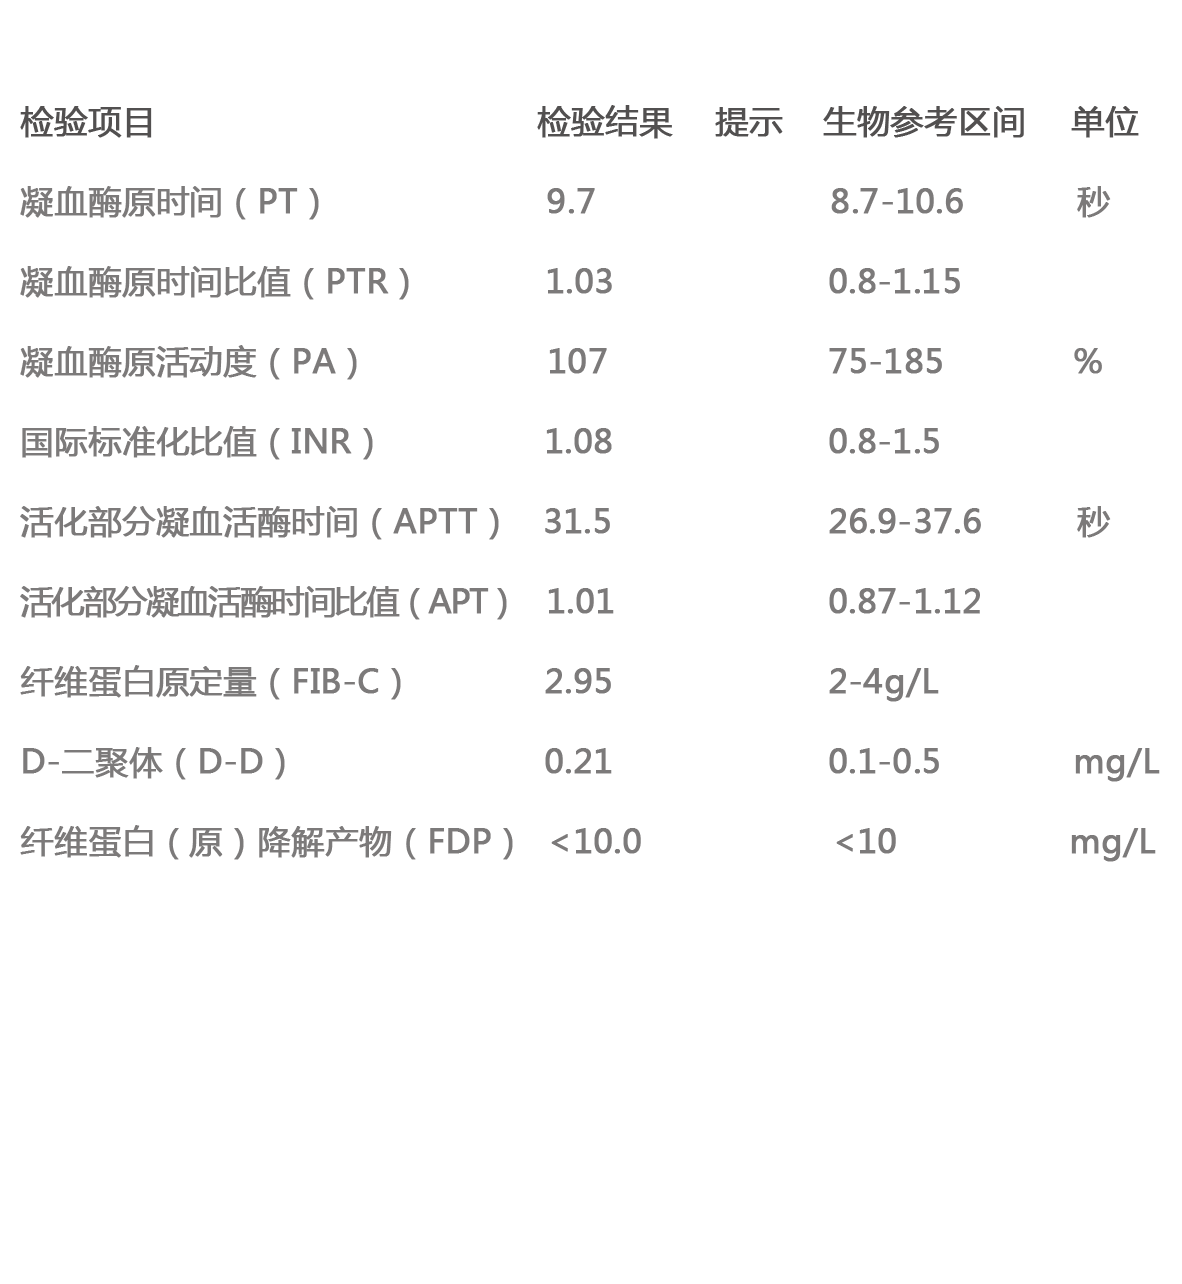 检验项目 检验结果 提示 生物参考区间 单位
凝血酶原时间（PT） 9.7 8.7-10.6 秒
凝血酶原时间比值（PTR） 1.03 0.8-1.15
凝血酶原活动度（PA） 107 75-185 %
国际标准化比值（INR） 1.08 0.8-1.5
活化部分凝血活酶时间（APTT） 31.5 26.9-37.6 秒
活化部分凝血活酶时间比值（APT） 1.01 0.87-1.12
纤维蛋白原定量（FIB-C） 2.95 2-4g/L
D-二聚体（D-D） 0.21 0.1-0.5 mg/L
纤维蛋白（原）降解产物（FDP） <10.0 <10 mg/L